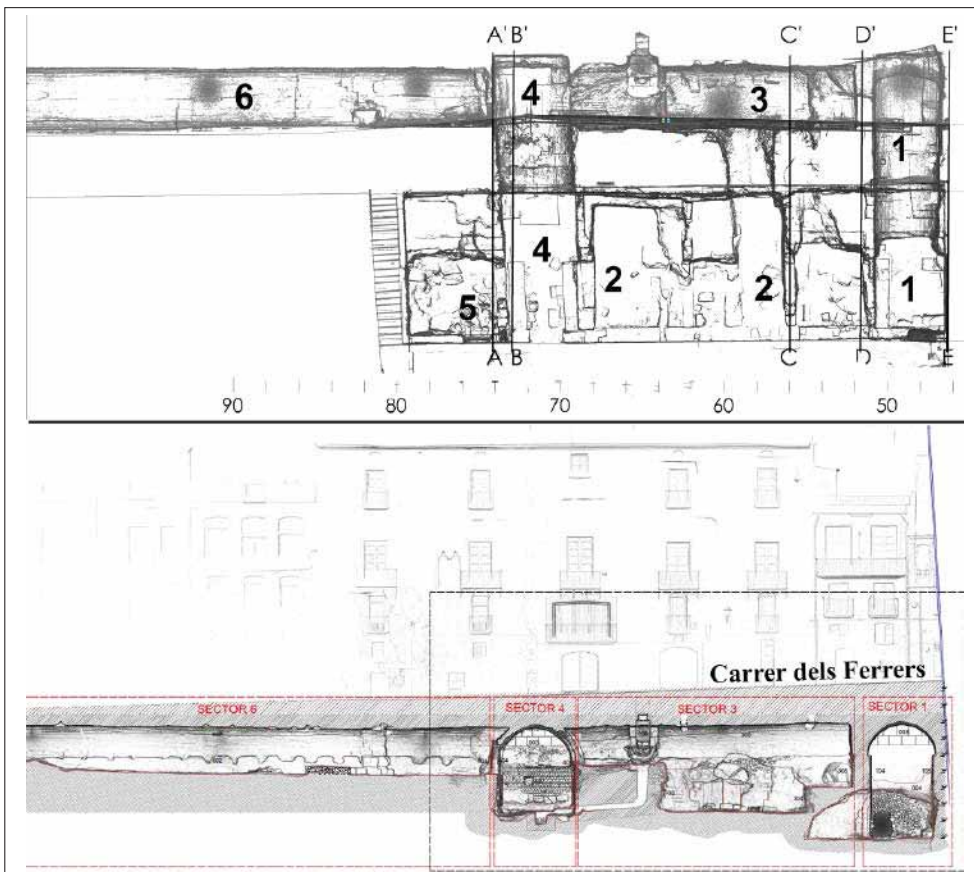 A' B' C' D' E'
6 4 3
1
4
5 2 2 1
A B C D E
90 80 70 60 50
Carrer dels Ferrers
SECTOR 6 SECTOR 4 SECTOR 3 SECTOR 1